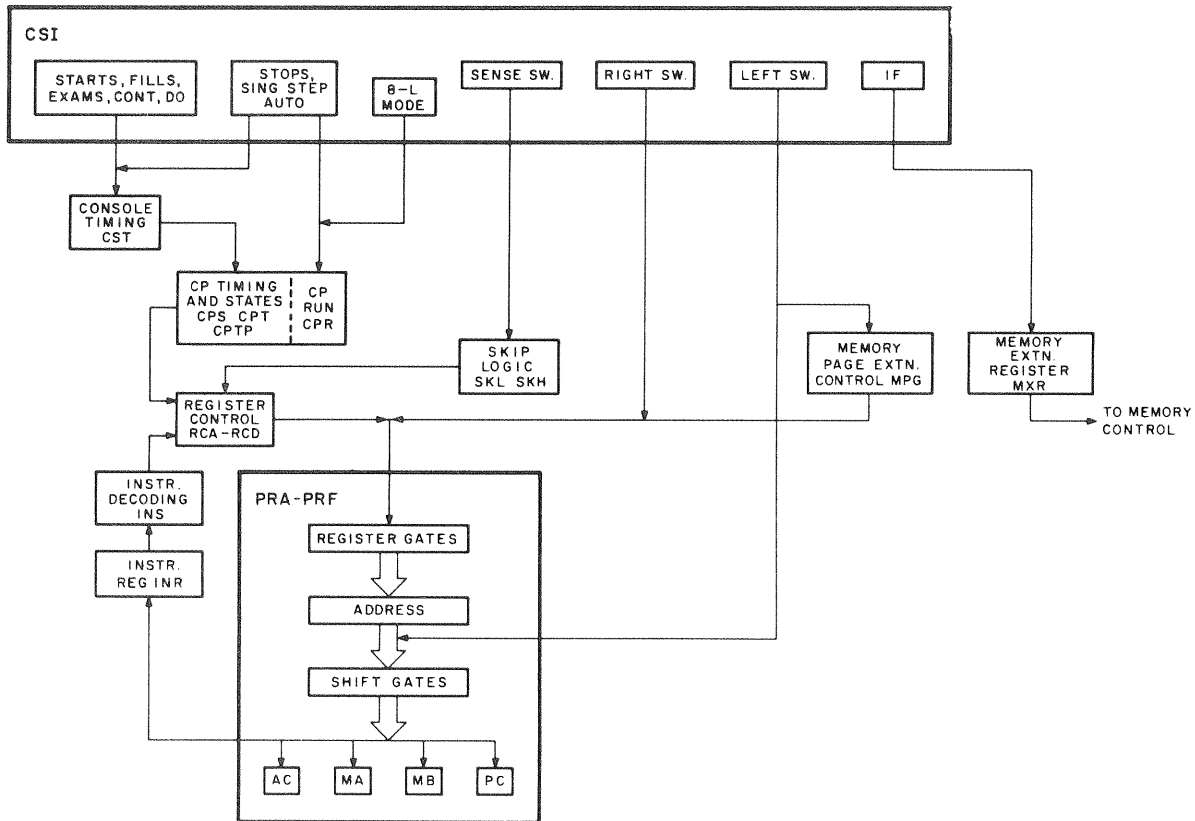 CSI
STARTS, FILLS,
EXAMS, CONT, DO
STOPS,
SING STEP
AUTO
8-L
MODE
SENSE SW.
RIGHT SW.
LEFT SW.
IF
CONSOLE
TIMING
CST
CP TIMING
AND STATES
CPS CPT
CPTP
CP
RUN
CPR
SKIP
LOGIC
SKL SKH
MEMORY
PAGE EXTN.
CONTROL MPG
MEMORY
EXTN.
REGISTER
MXR
TO MEMORY
CONTROL
REGISTER
CONTROL
RCA-RCD
INSTR.
DECODING
INS
INSTR.
REG INR
PRA-PRF
REGISTER GATES
ADDRESS
SHIFT GATES
AC
MA
MB
PC